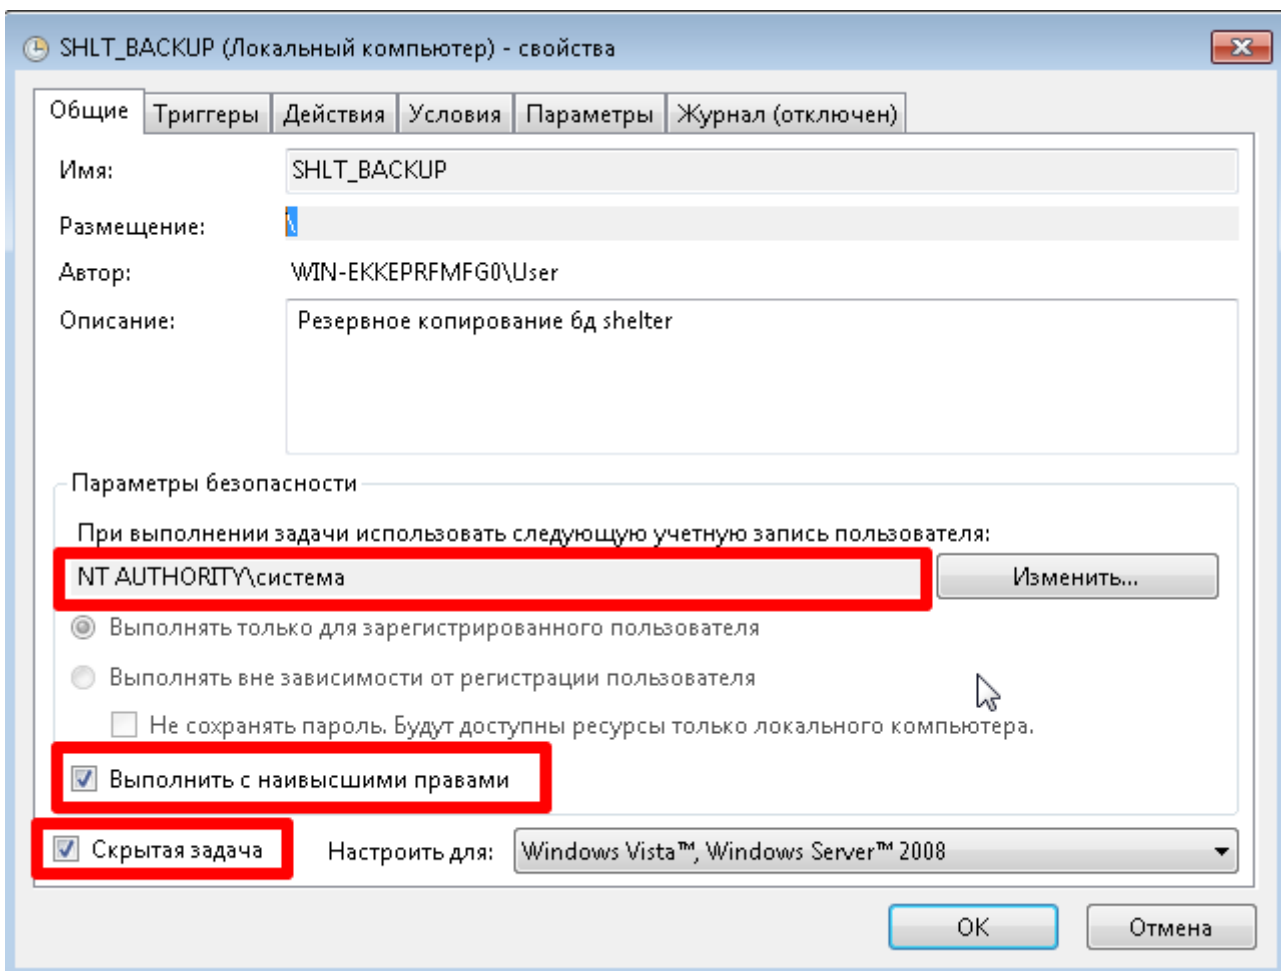 SHLT_BACKUP (Локальный компьютер) - свойства
Общие Триггеры Действия Условия Параметры Журнал (отключен)
Имя: SHLT_BACKUP
Размещение: \
Автор: WIN-EKKEPRFMFG0\User
Описание: Резервное копирование бд shelter
Параметры безопасности
При выполнении задачи использовать следующую учетную запись пользователя:
NT AUTHORITY\система Изменить...
Выполнять только для зарегистрированного пользователя
Выполнять вне зависимости от регистрации пользователя
Не сохранять пароль. Будут доступны ресурсы только локального компьютера.
Выполнить с наивысшими правами
Скрытая задача Настроить для: Windows Vista™, Windows Server™ 2008
OK Отмена